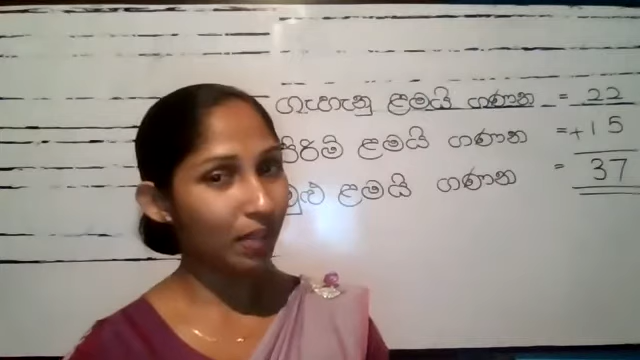 ගැහැනු ළමයි ගණන = 22
පිරිමි ළමයි ගණන = +15
මුළු ළමයි ගණන = 37